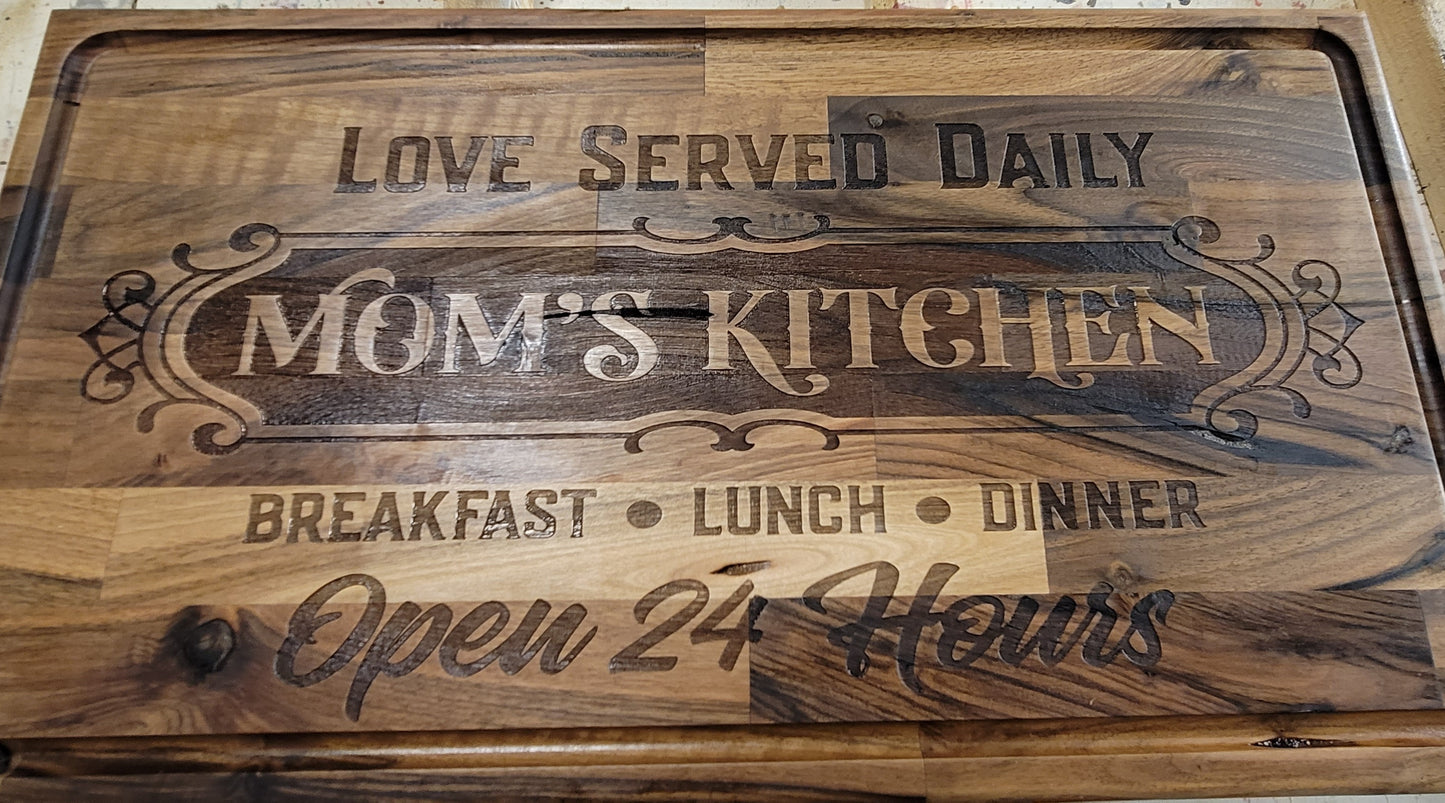 Love Served Daily
Mom's Kitchen
BREAKFAST • LUNCH • DINNER
Open 24 Hours